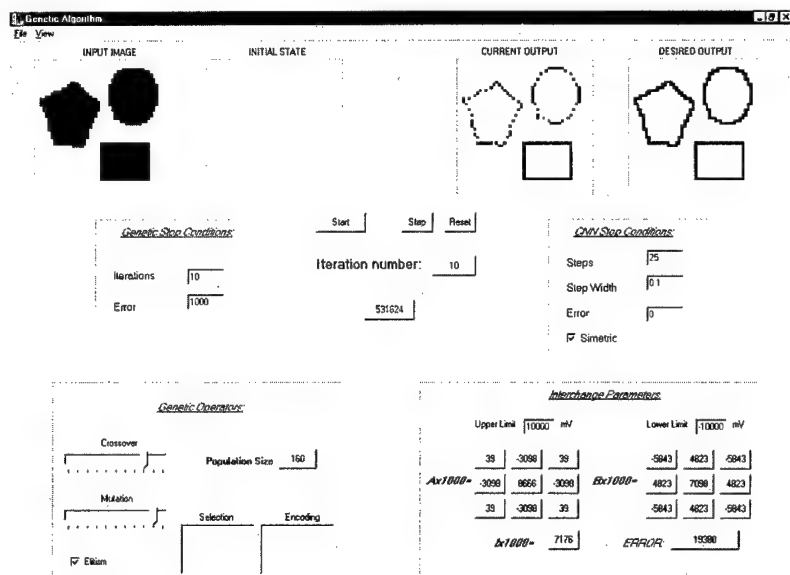 Genetic Algorithm
File View
INPUT IMAGE INITIAL STATE CURRENT OUTPUT DESIRED OUTPUT
Start Stop Reset
Genetic Stop Conditions:
CNN Stop Conditions:
Iteration number: 10
Iterations 10
Error 1000
531624
Steps 25
Step Width 0.1
Error 0
Simetric
Genetic Operators:
Interchange Parameters
Upper Limit 10000 mV Lower Limit -10000 mV
Crossover
Population Size 160
Mutation
Selection Encoding
Elitism
39 -3098 39
Ax1000= -3098 8666 -3098
39 -3098 39
-5843 4823 -5843
Bx1000= 4823 7098 4823
-5843 4823 -5843
Ix1000= 7176 ERROR: 19380